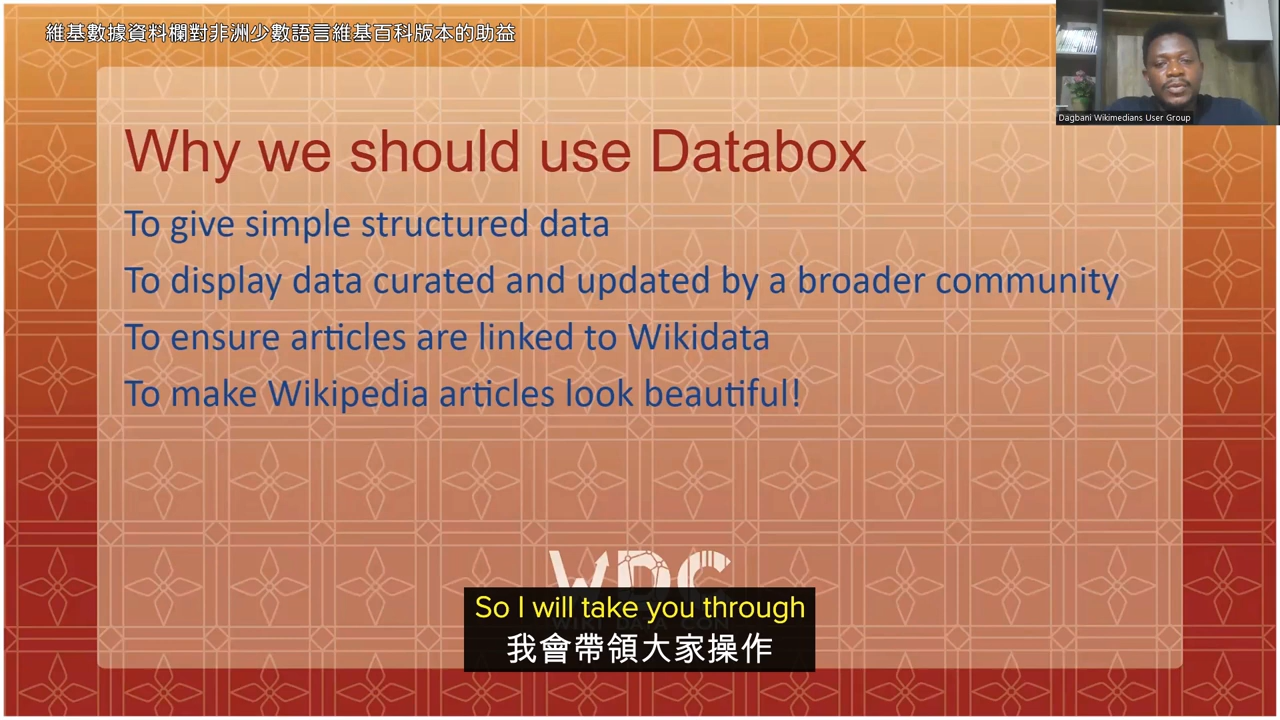 維基數據資料欄對非洲少數語言維基百科版本的助益
Dagbani Wikimedians User Group
Why we should use Databox
To give simple structured data
To display data curated and updated by a broader community
To ensure articles are linked to Wikidata
To make Wikipedia articles look beautiful!
WDC
WIKI DATA CON
So I will take you through
我會帶領大家操作